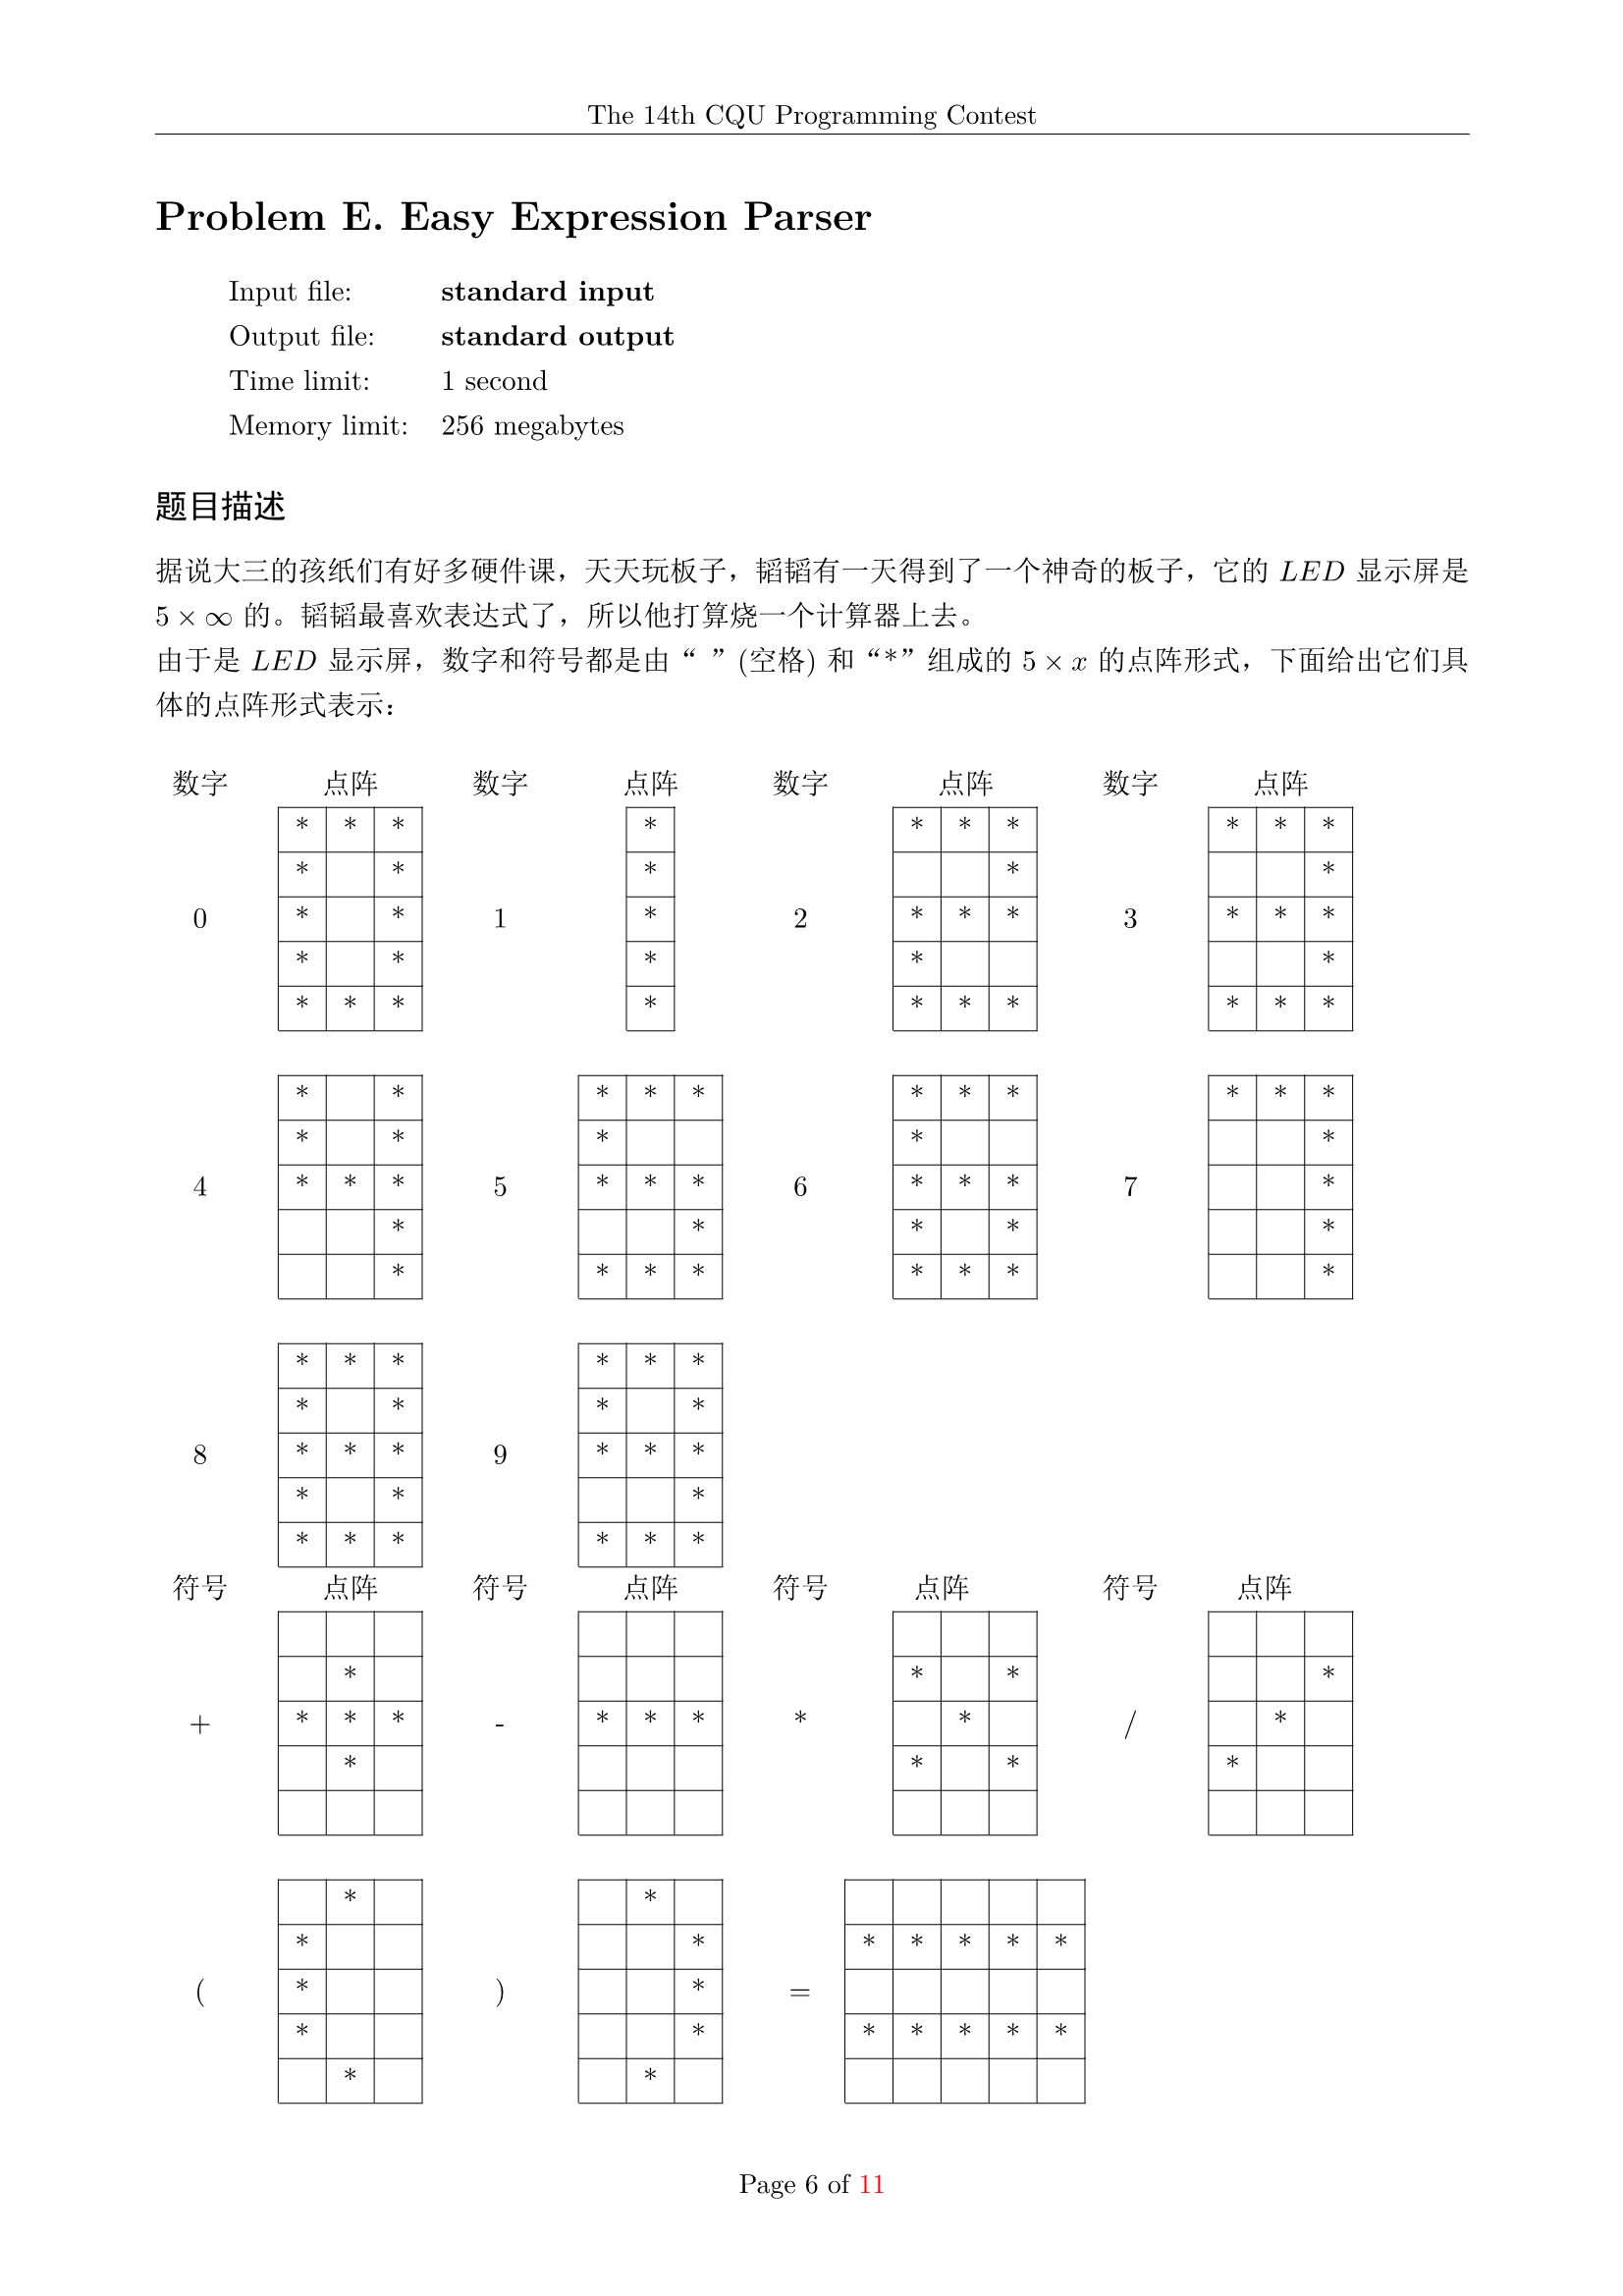 The 14th CQU Programming Contest
Problem E. Easy Expression Parser
Input file: standard input
Output file: standard output
Time limit: 1 second
Memory limit: 256 megabytes
题目描述
据说大三的孩纸们有好多硬件课，天天玩板子，韬韬有一天得到了一个神奇的板子，它的 LED 显示屏是
5 × ∞ 的。韬韬最喜欢表达式了，所以他打算烧一个计算器上去。
由于是 LED 显示屏，数字和符号都是由 “ ” (空格) 和 “*” 组成的 5 × x 的点阵形式，下面给出它们具
体的点阵形式表示：
数字 点阵 数字 点阵 数字 点阵 数字 点阵
* * * * * * * * * *
* * * * *
0 * * 1 * 2 * * * 3 * * *
* * * * *
* * * * * * * * * *
* * * * * * * * * * *
* * * * *
4 * * * 5 * * * 6 * * * 7 *
* * * * *
* * * * * * * *
* * * * * *
* * * *
8 * * * 9 * * *
* * *
* * * * * *
符号 点阵 符号 点阵 符号 点阵 符号 点阵
* * * *
+ * * * - * * * * * / *
* * * *
* *
* * * * * * *
( * ) * =
* * * * * * *
* *
Page 6 of 11